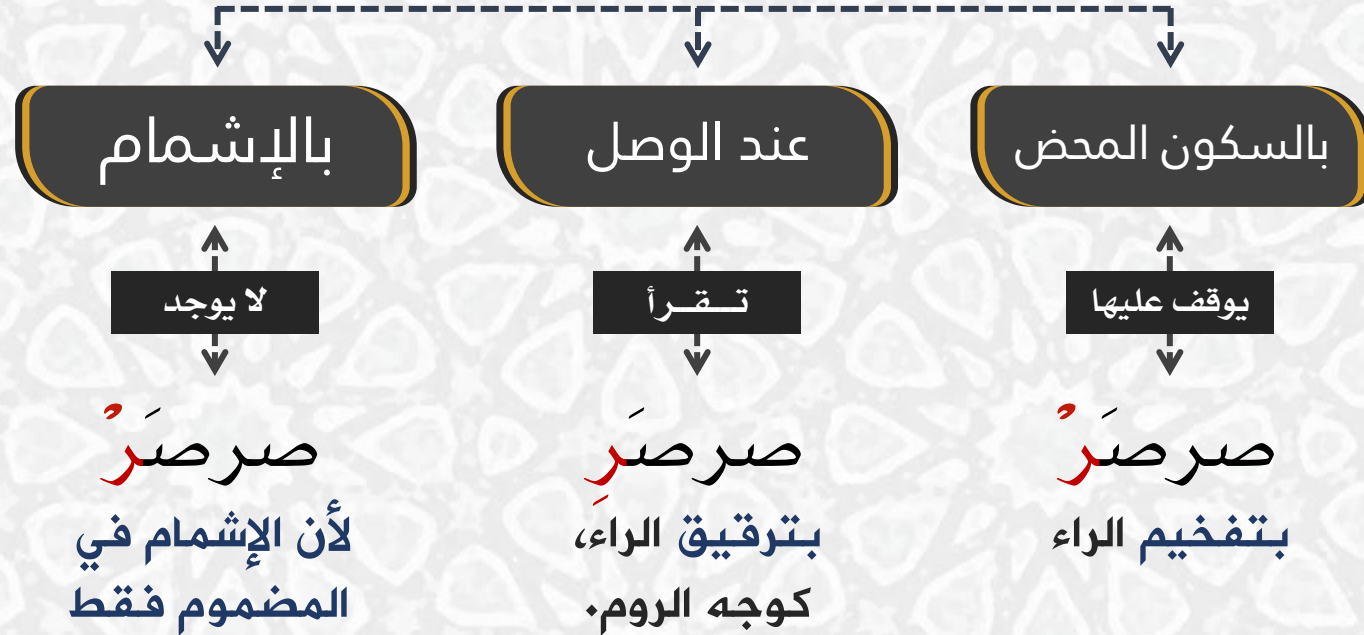 بالسكون المحض
عند الوصل
بالإشمام
يوقف عليها
تــقــرأ
لا يوجد
صرصَرْ
صرصَرِ
صرصَرْ
بتفخيم الراء
بترقيق الراء،
كوجه الروم.
لأن الإشمام في
المضموم فقط